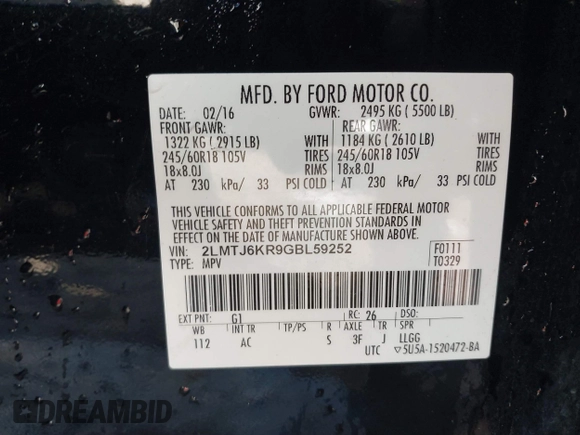 MFD. BY FORD MOTOR CO.
DATE: 02/16 GVWR: 2495 KG ( 5500 LB)
FRONT GAWR: REAR GAWR:
1322 KG ( 2915 LB) WITH 1184 KG ( 2610 LB) WITH
245/60R18 105V TIRES 245/60R18 105V TIRES
18x8.0J RIMS 18x8.0J RIMS
AT 230 kPa/ 33 PSI COLD AT 230 kPa/ 33 PSI COLD
THIS VEHICLE CONFORMS TO ALL APPLICABLE FEDERAL MOTOR
VEHICLE SAFETY AND THEFT PREVENTION STANDARDS IN
EFFECT ON THE DATE OF MANUFACTURE SHOWN ABOVE.
VIN: 2LMTJ6KR9GBL59252 F0111
TYPE: MPV T0329
EXT PNT: G1 RC: 26 DSO:
WB INT TR TP/PS R AXLE TR SPR
112 AC S 3F J LLGG
UTC ▽5U5A-1520472-BA
DREAMBID